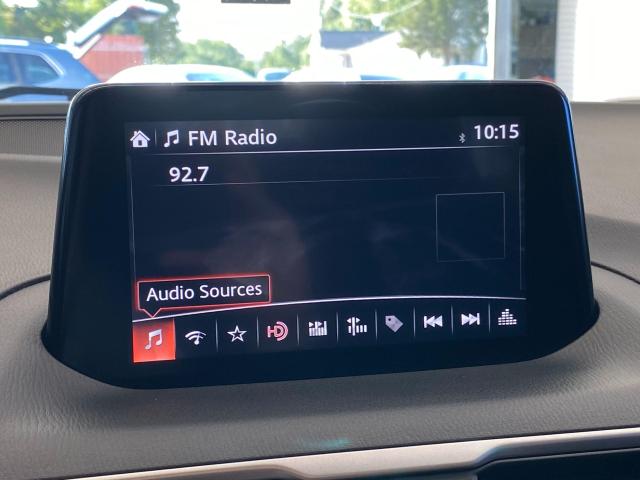 FM Radio
10:15
92.7
Audio Sources
HD